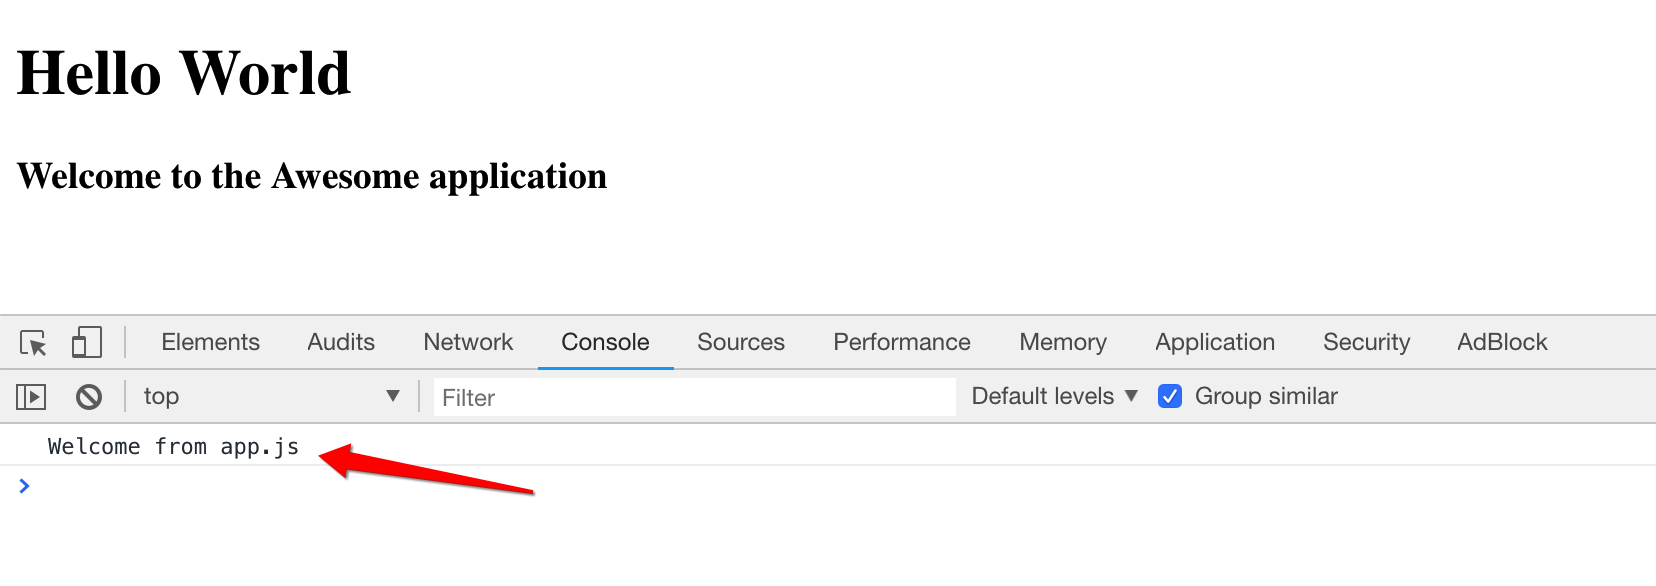 Hello World
Welcome to the Awesome application
Elements Audits Network Console Sources Performance Memory Application Security AdBlock
top Filter Default levels Group similar
Welcome from app.js